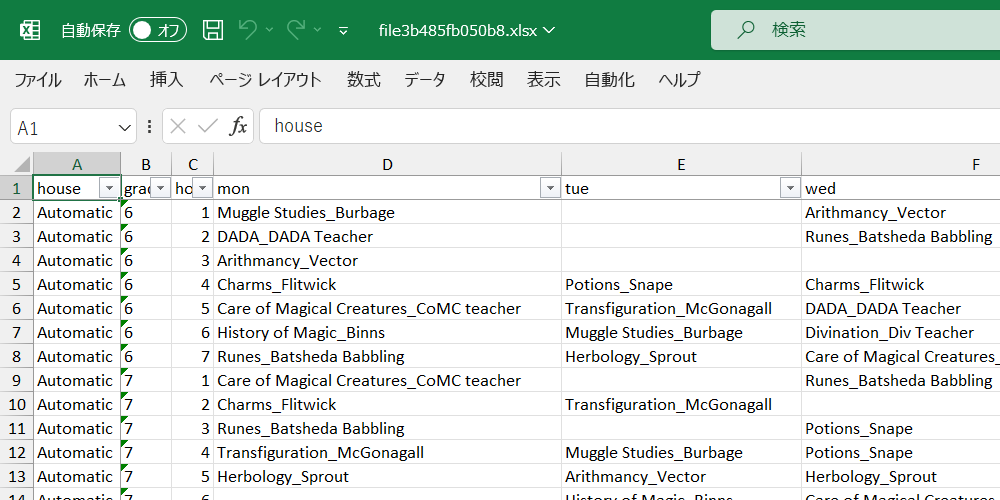 自動保存 オフ file3b485fb050b8.xlsx 検索
ファイル ホーム 挿入 ページ レイアウト 数式 データ 校閲 表示 自動化 ヘルプ
A1 fx house
A B C D E F
1 house grac ho mon tue wed
2 Automatic 6 1 Muggle Studies_Burbage Arithmancy_Vector
3 Automatic 6 2 DADA_DADA Teacher Runes_Batsheda Babbling
4 Automatic 6 3 Arithmancy_Vector
5 Automatic 6 4 Charms_Flitwick Potions_Snape Charms_Flitwick
6 Automatic 6 5 Care of Magical Creatures_CoMC teacher Transfiguration_McGonagall DADA_DADA Teacher
7 Automatic 6 6 History of Magic_Binns Muggle Studies_Burbage Divination_Div Teacher
8 Automatic 6 7 Runes_Batsheda Babbling Herbology_Sprout Care of Magical Creatures_
9 Automatic 7 1 Care of Magical Creatures_CoMC teacher Runes_Batsheda Babbling
10 Automatic 7 2 Charms_Flitwick Transfiguration_McGonagall
11 Automatic 7 3 Runes_Batsheda Babbling Potions_Snape
12 Automatic 7 4 Transfiguration_McGonagall Muggle Studies_Burbage Potions_Snape
13 Automatic 7 5 Herbology_Sprout Arithmancy_Vector Herbology_Sprout
14 Automatic 7 6 History of Magic_Binns Care of Magical Creatures_